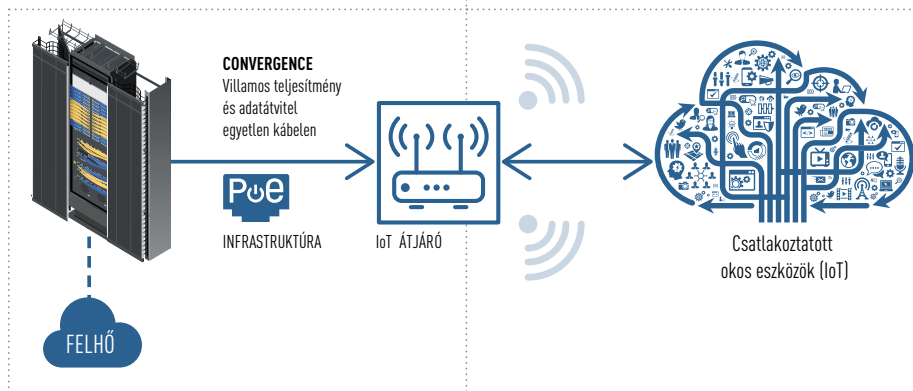 CONVERGENCE
Villamos teljesítmény
és adatátvitel
egyetlen kábelen
PoE
INFRASTRUKTÚRA
IoT ÁTJÁRÓ
Csatlakoztatott
okos eszközök (IoT)
FELHŐ